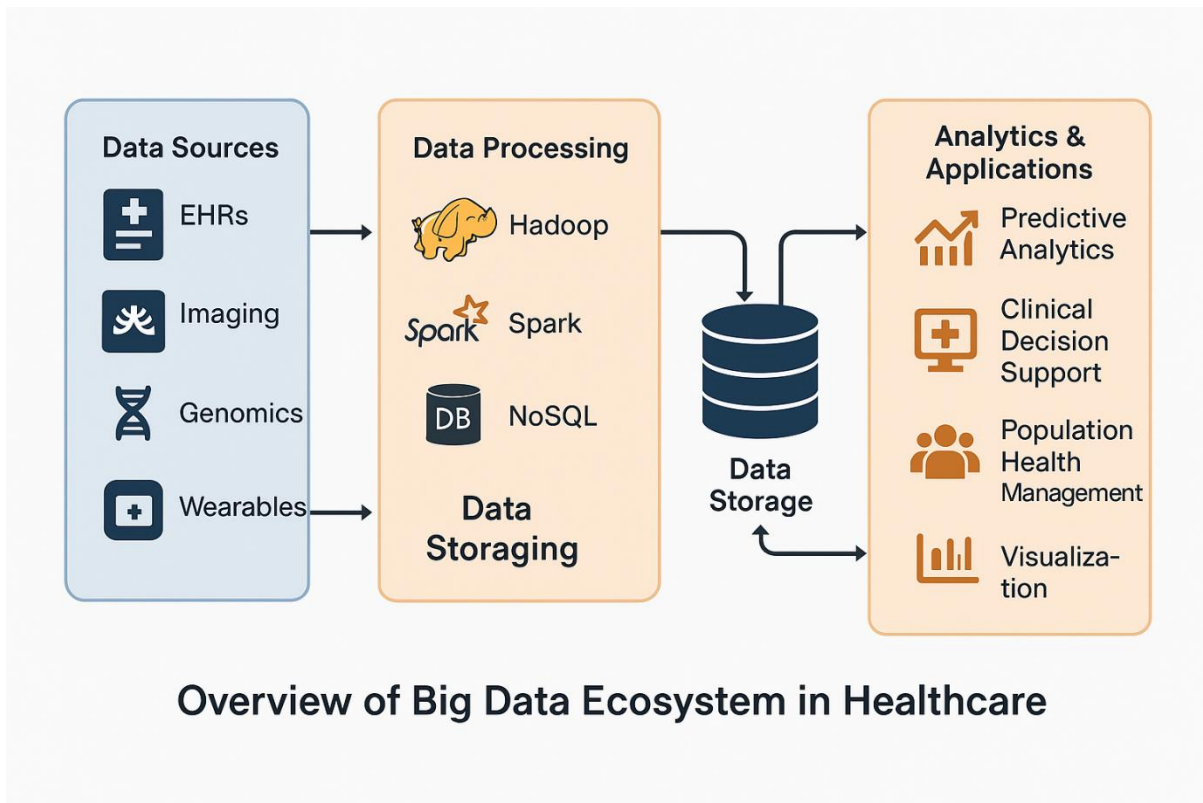 Data Sources
EHRs
Imaging
Genomics
Wearables
Data Processing
Hadoop
Spark Spark
DB NoSQL
Data
Storaging
Data
Storage
Analytics &
Applications
Predictive
Analytics
Clinical
Decision
Support
Population
Health
Management
Visualiza-
tion
Overview of Big Data Ecosystem in Healthcare